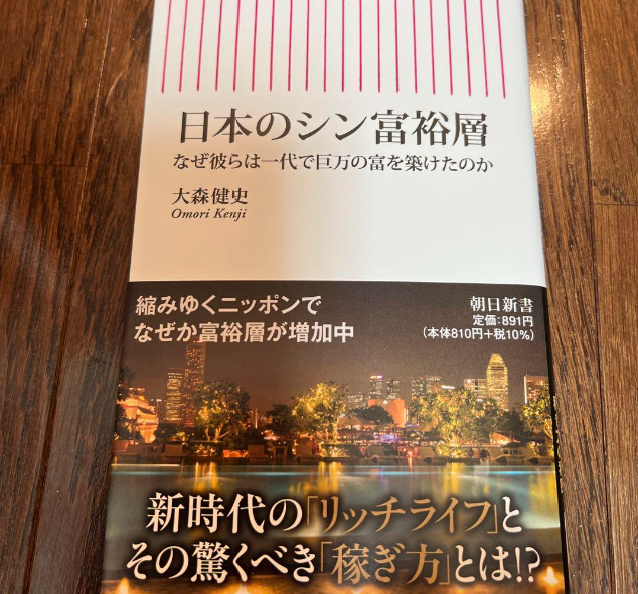 日本のシン富裕層
なぜ彼らは一代で巨万の富を築けたのか
大森健史
Omori Kenji
縮みゆくニッポンで
なぜか富裕層が増加中
朝日新書
定価:891円
(本体810円+税10%)
新時代の「リッチライフ」と
その驚くべき「稼ぎ方」とは!?